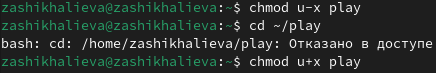 zashikhalieva@zashikhalieva:~$ chmod u-x play
zashikhalieva@zashikhalieva:~$ cd ~/play
bash: cd: /home/zashikhalieva/play: Отказано в доступе
zashikhalieva@zashikhalieva:~$ chmod u+x play